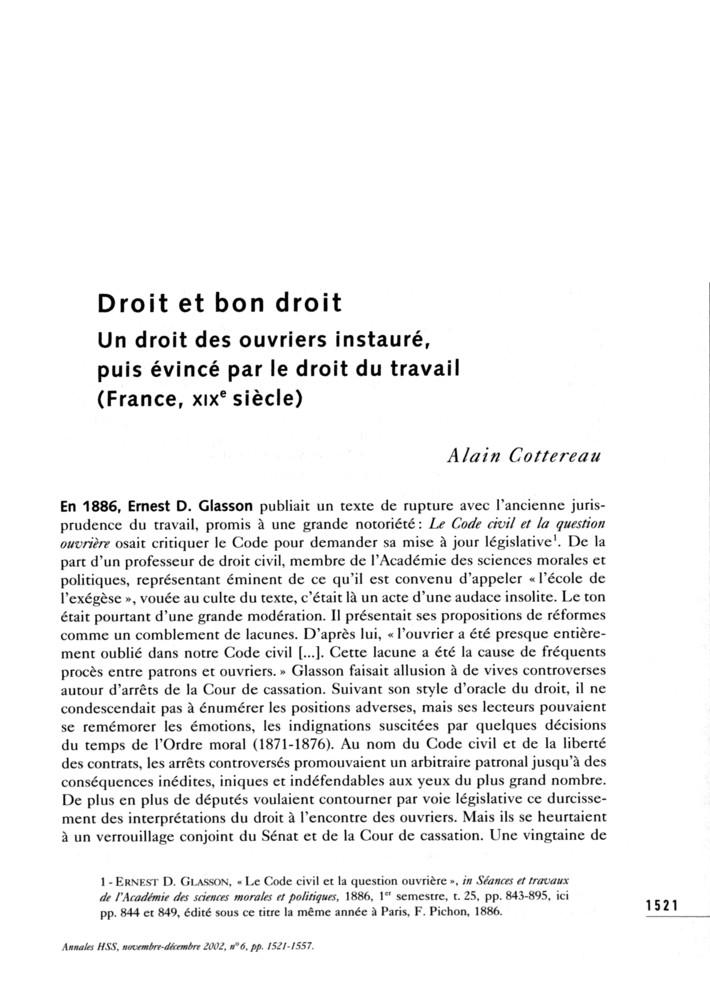 Droit et bon droit
Un droit des ouvriers instauré,
puis évincé par le droit du travail
(France, XIXe siècle)
Alain Cottereau
En 1886, Ernest D. Glasson publiait un texte de rupture avec l'ancienne juris-
prudence du travail, promis à une grande notoriété : Le Code civil et la question
ouvrière osait critiquer le Code pour demander sa mise à jour législative1. De la
part d'un professeur de droit civil, membre de l'Académie des sciences morales et
politiques, représentant éminent de ce qu'il est convenu d'appeler « l'école de
l'exégèse », vouée au culte du texte, c'était là un acte d'une audace insolite. Le ton
était pourtant d'une grande modération. Il présentait ses propositions de réformes
comme un comblement de lacunes. D'après lui, « l'ouvrier a été presque entière-
ment oublié dans notre Code civil [...]. Cette lacune a été la cause de fréquents
procès entre patrons et ouvriers. » Glasson faisait allusion à de vives controverses
autour d'arrêts de la Cour de cassation. Suivant son style d'oracle du droit, il ne
condescendait pas à énumérer les positions adverses, mais ses lecteurs pouvaient
se remémorer les émotions, les indignations suscitées par quelques décisions
du temps de l'Ordre moral (1871-1876). Au nom du Code civil et de la liberté
des contrats, les arrêts controversés promouvaient un arbitraire patronal jusqu'à des
conséquences inédites, iniques et indéfendables aux yeux du plus grand nombre.
De plus en plus de députés voulaient contourner par voie législative ce durcisse-
ment des interprétations du droit à l'encontre des ouvriers. Mais ils se heurtaient
à un verrouillage conjoint du Sénat et de la Cour de cassation. Une vingtaine de
1 - ERNEST D. GLASSON, « Le Code civil et la question ouvrière », in Séances et travaux
de l'Académie des sciences morales et politiques, 1886, 1er semestre, t. 25, pp. 843-895, ici
pp. 844 et 849, édité sous ce titre la même année à Paris, F. Pichon, 1886.
1521
Annales HSS, novembre-décembre 2002, n°6, pp. 1521-1557.